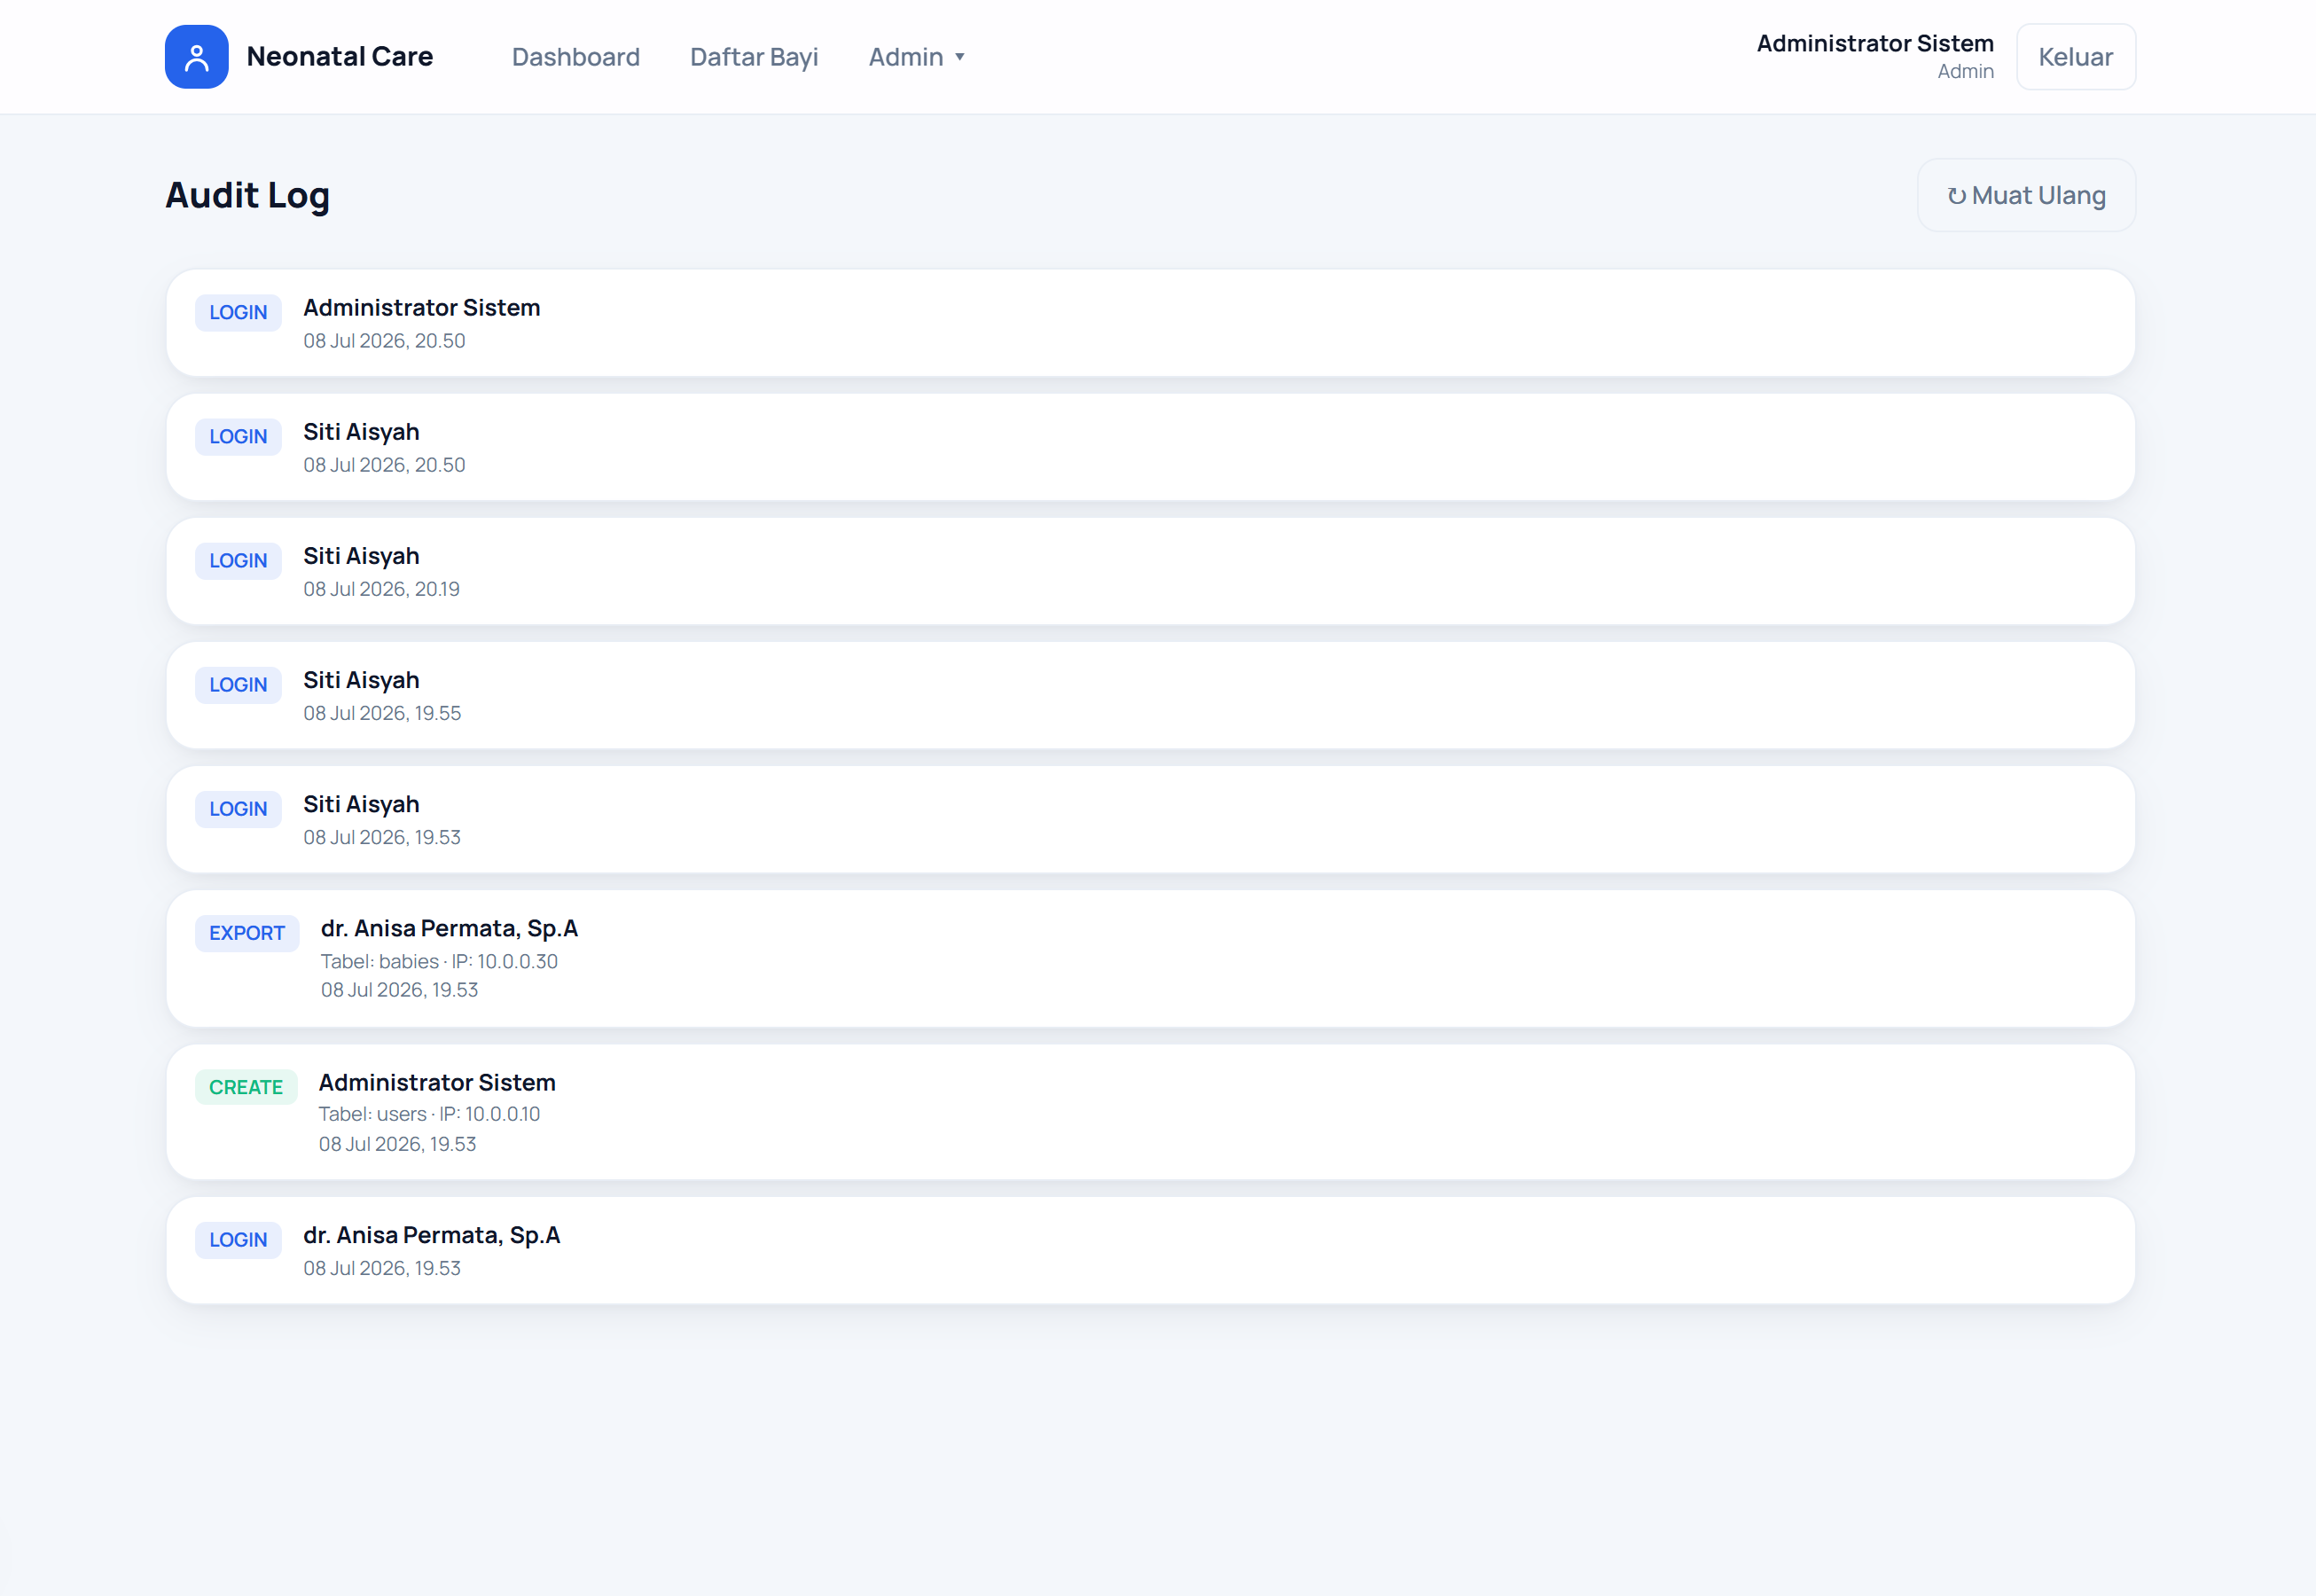 Neonatal Care
Dashboard
Daftar Bayi
Admin ▼
Administrator Sistem
Admin
Keluar
Audit Log
↻ Muat Ulang
LOGIN
Administrator Sistem
08 Jul 2026, 20.50
LOGIN
Siti Aisyah
08 Jul 2026, 20.50
LOGIN
Siti Aisyah
08 Jul 2026, 20.19
LOGIN
Siti Aisyah
08 Jul 2026, 19.55
LOGIN
Siti Aisyah
08 Jul 2026, 19.53
EXPORT
dr. Anisa Permata, Sp.A
Tabel: babies · IP: 10.0.0.30
08 Jul 2026, 19.53
CREATE
Administrator Sistem
Tabel: users · IP: 10.0.0.10
08 Jul 2026, 19.53
LOGIN
dr. Anisa Permata, Sp.A
08 Jul 2026, 19.53